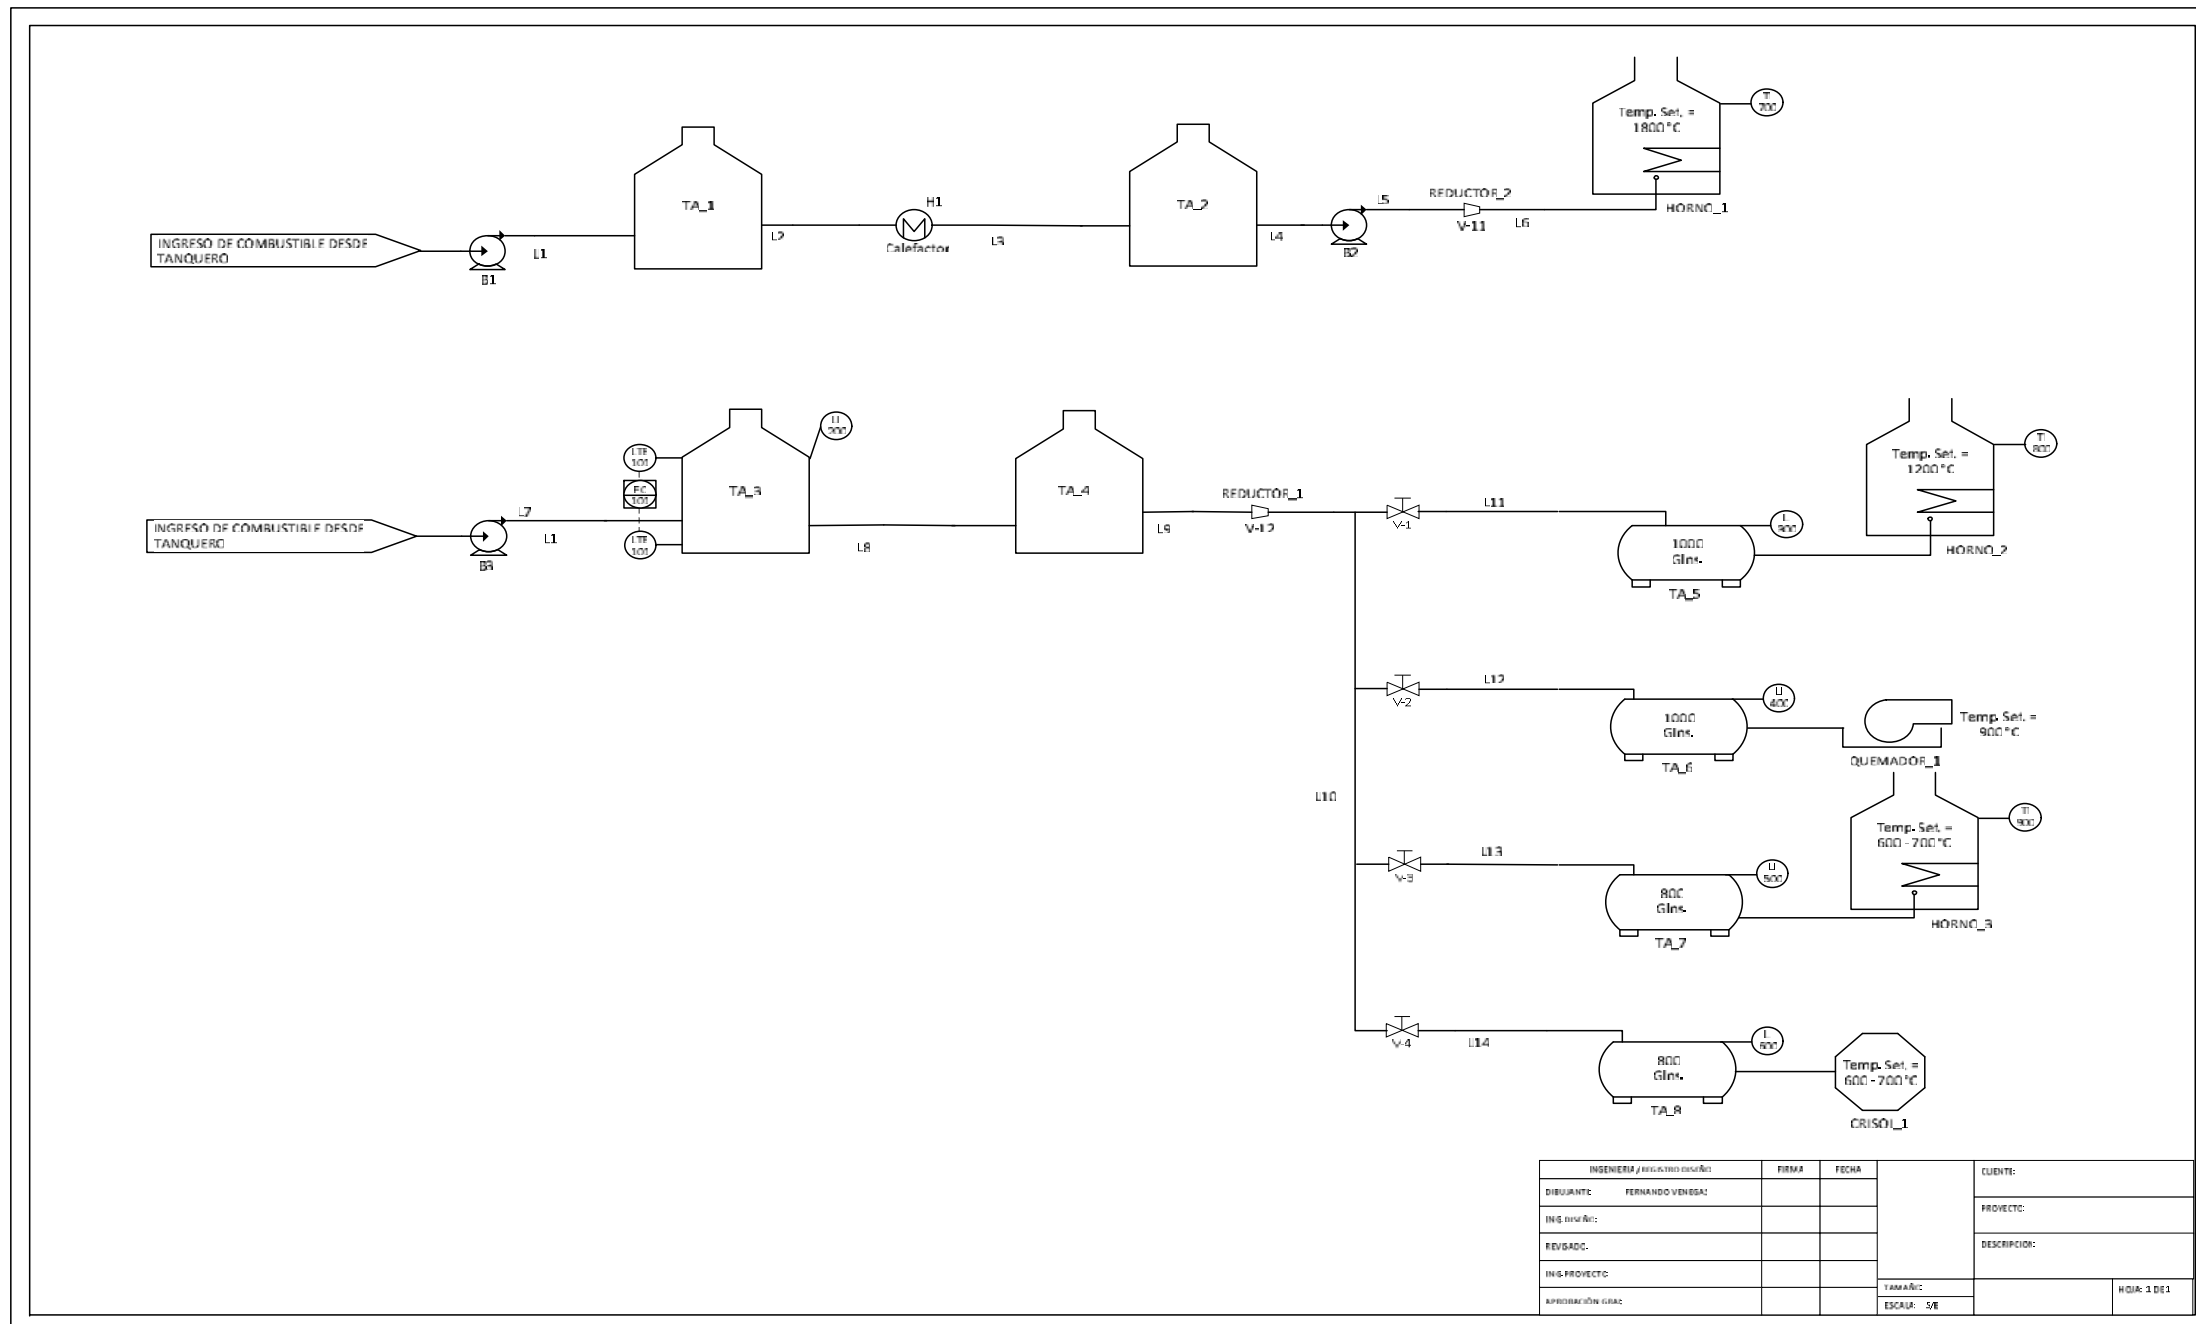 TI
700
Temp. Set. =
1800 °C
HORNO_1
TA_1
H1
Calefactor
TA_2
REDUCTOR_2
L5
V-11
L6
INGRESO DE COMBUSTIBLE DESDE
TANQUERO
B1
L1
L2
L3
L4
B2
LI
200
LTE
101
101
LTE
101
TA_3
TA_4
INGRESO DE COMBUSTIBLE DESDE
TANQUERO
L7
L1
B3
L8
L9
REDUCTOR_1
V-12
V-1
L11
1000
Glns.
TA_5
300
Temp. Set. =
1200 °C
TI
800
HORNO_2
V-2
L12
1000
Glns.
TA_6
LI
400
Temp. Set. =
900 °C
QUEMADOR_1
L10
V-3
L13
800
Glns.
TA_7
LI
500
Temp. Set. =
600 - 700 °C
TI
900
HORNO_3
V-4
L14
800
Glns.
TA_8
600
Temp. Set. =
600 - 700 °C
CRISOL_1
INGENIERIA / REGISTRO DISEÑO
FIRMA
FECHA
DIBUJANTE: FERNANDO VENEGAS
ING. DISEÑO:
REVISADO:
ING. PROYECTO:
APROBACIÓN GRAL:
CLIENTE:
PROYECTO:
DESCRIPCION:
TAMAÑO:
ESCALA: S/E
HOJA: 1 DE 1